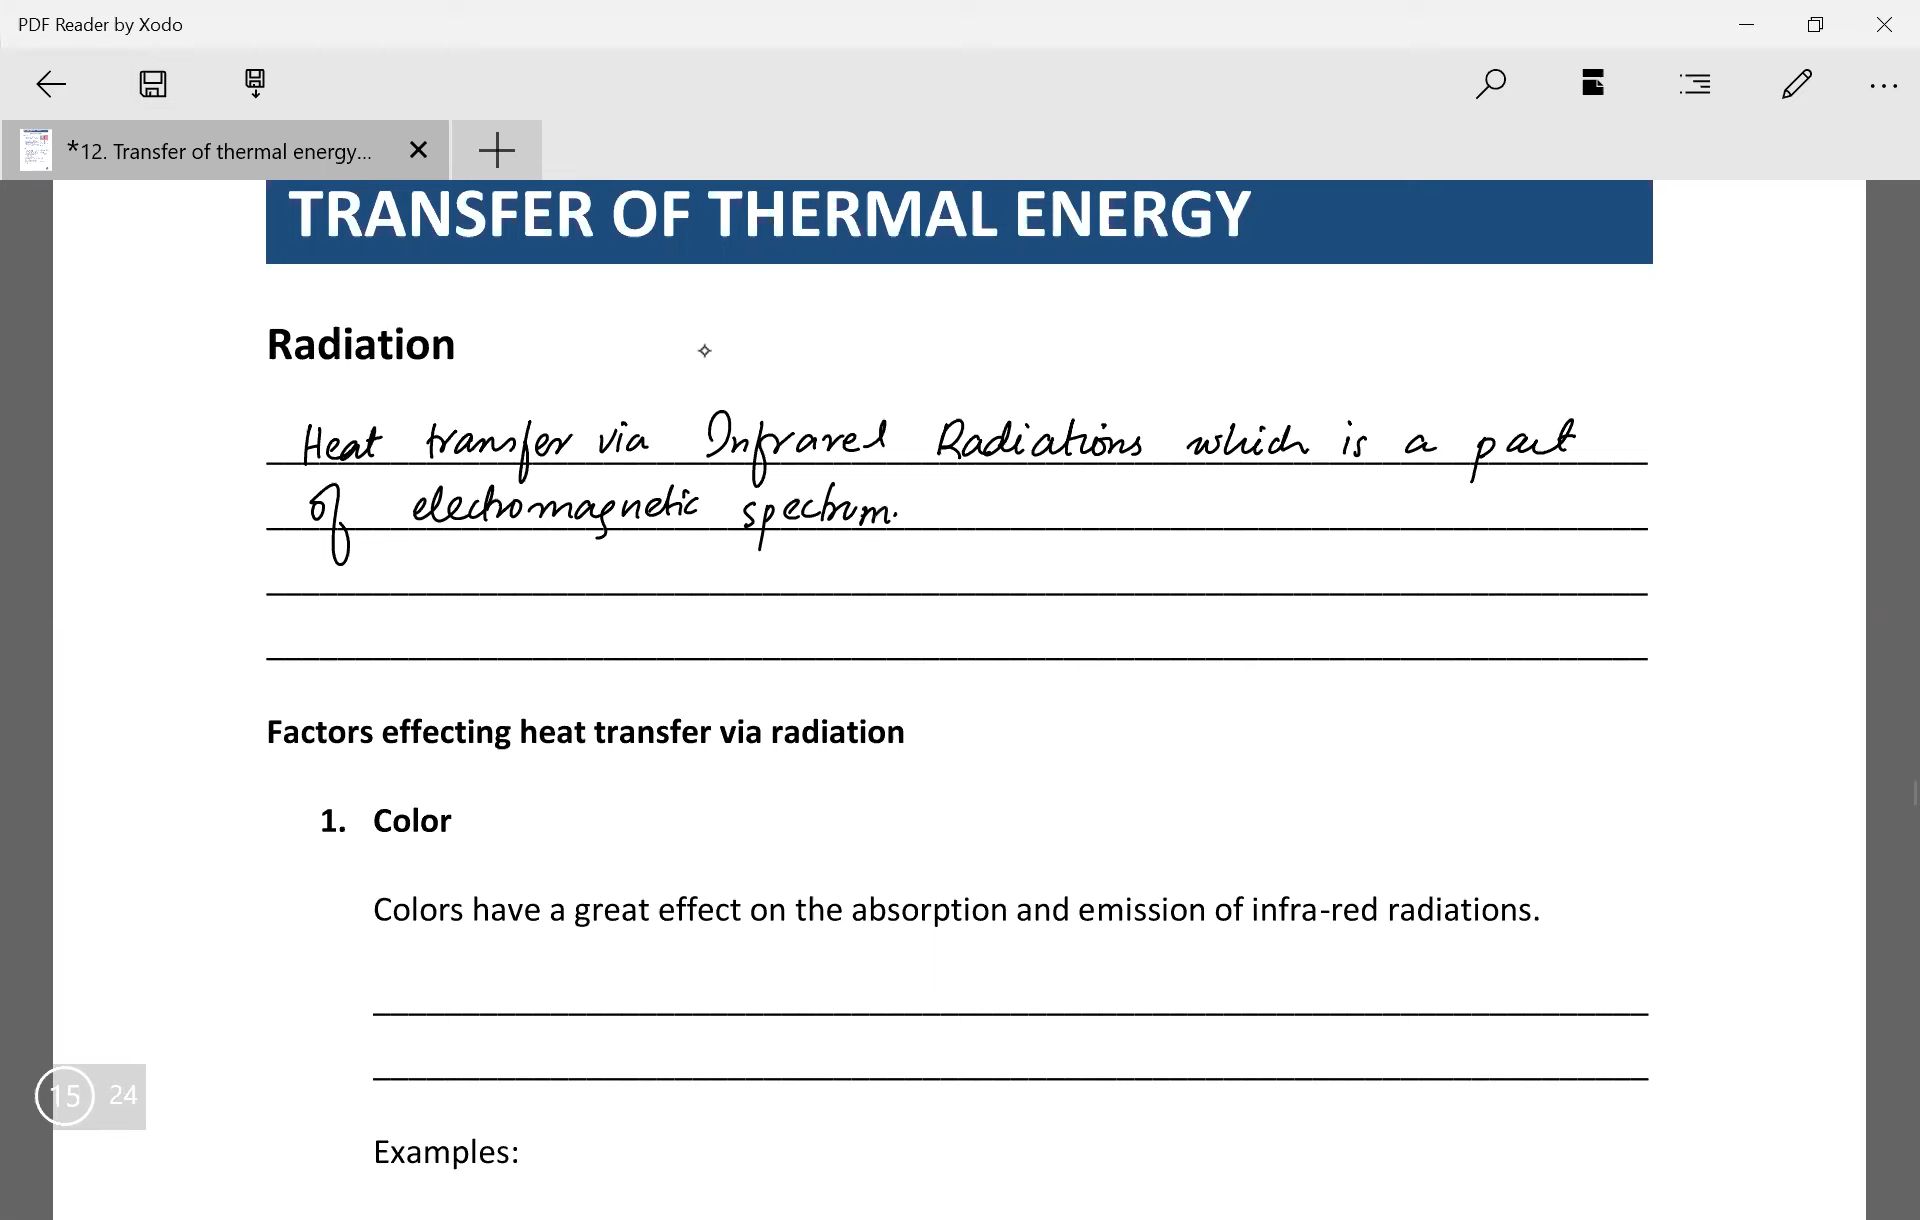 PDF Reader by Xodo
*12. Transfer of thermal energy...
TRANSFER OF THERMAL ENERGY
Radiation
Heat transfer via Infrared Radiations which is a part
of electromagnetic spectrum.
Factors effecting heat transfer via radiation
1. Color
Colors have a great effect on the absorption and emission of infra-red radiations.
15 24
Examples: